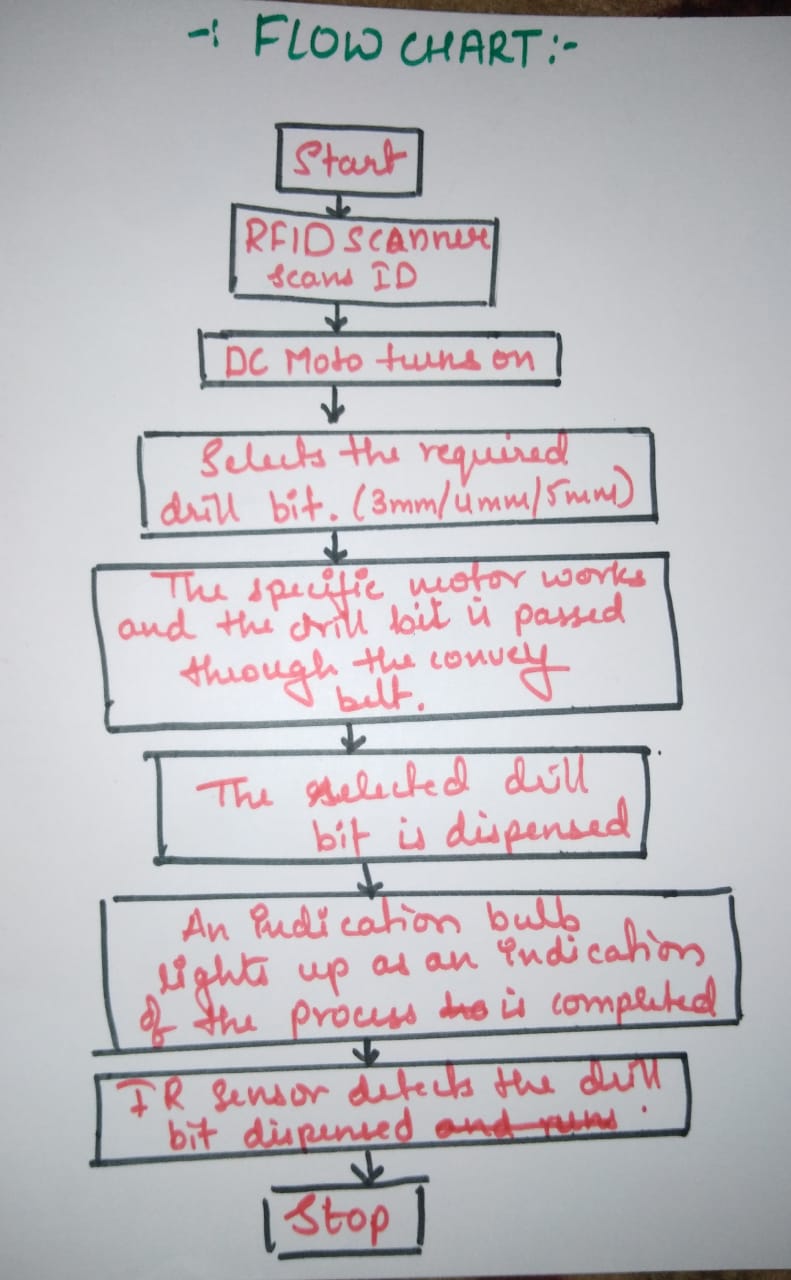 -: FLOW CHART:-
Start
RFID SCANNER
scans ID
DC Moto turns on
Selects the required
drill bit. (3mm/4mm/5mm)
The specific motor works
and the drill bit is passed
through the convey
belt.
The selected drill
bit is dispensed
An indication bulb
lights up as an indication
of the process is completed
IR sensor detects the drill
bit dispensed and runs.
Stop